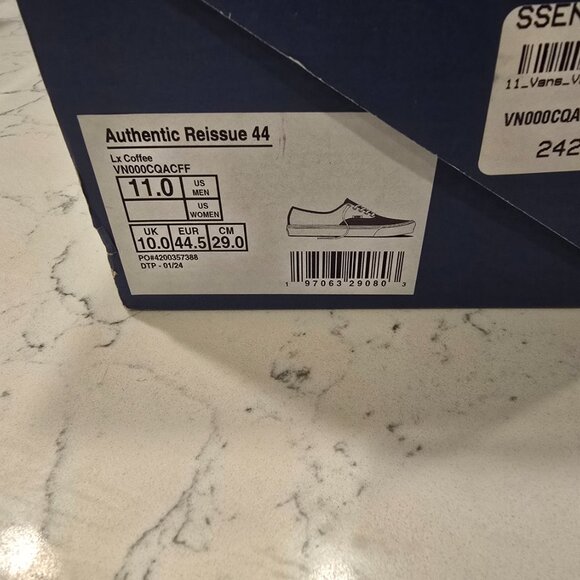 Authentic Reissue 44
Lx Coffee
VN000CQACFF
11.0 US MEN
US WOMEN
UK EUR CM
10.0 44.5 29.0
PO#4200357388
DTP - 01/24
1 97063 29080 3
SSEN
11_Vans_V
VN000CQA
242